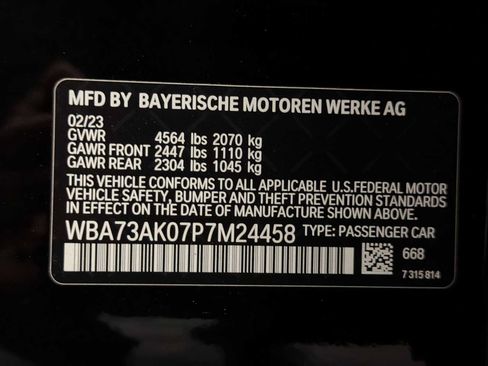 MFD BY BAYERISCHE MOTOREN WERKE AG
02/23
GVWR 4564 lbs 2070 kg
GAWR FRONT 2447 lbs 1110 kg
GAWR REAR 2304 lbs 1045 kg
THIS VEHICLE CONFORMS TO ALL APPLICABLE U.S.FEDERAL MOTOR
VEHICLE SAFETY, BUMPER AND THEFT PREVENTION STANDARDS
IN EFFECT ON THE DATE OF MANUFACTURE SHOWN ABOVE.
WBA73AK07P7M24458 TYPE: PASSENGER CAR
668
7 315 814